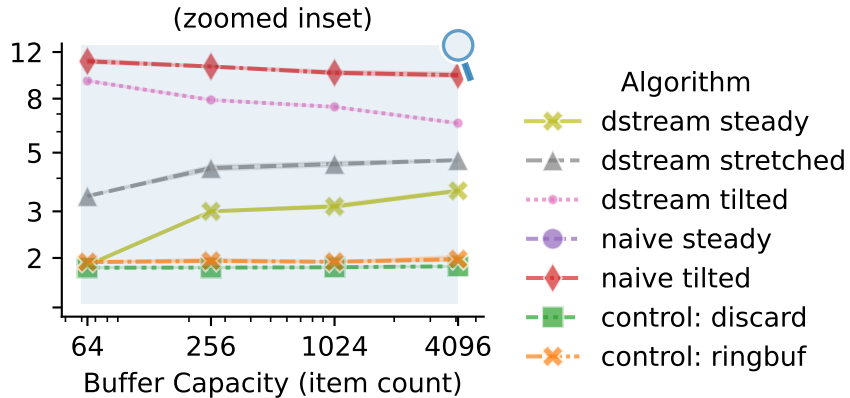 (zoomed inset)
12
8
5
3
2
64 256 1024 4096
Buffer Capacity (item count)
Algorithm
dstream steady
dstream stretched
dstream tilted
naive steady
naive tilted
control: discard
control: ringbuf